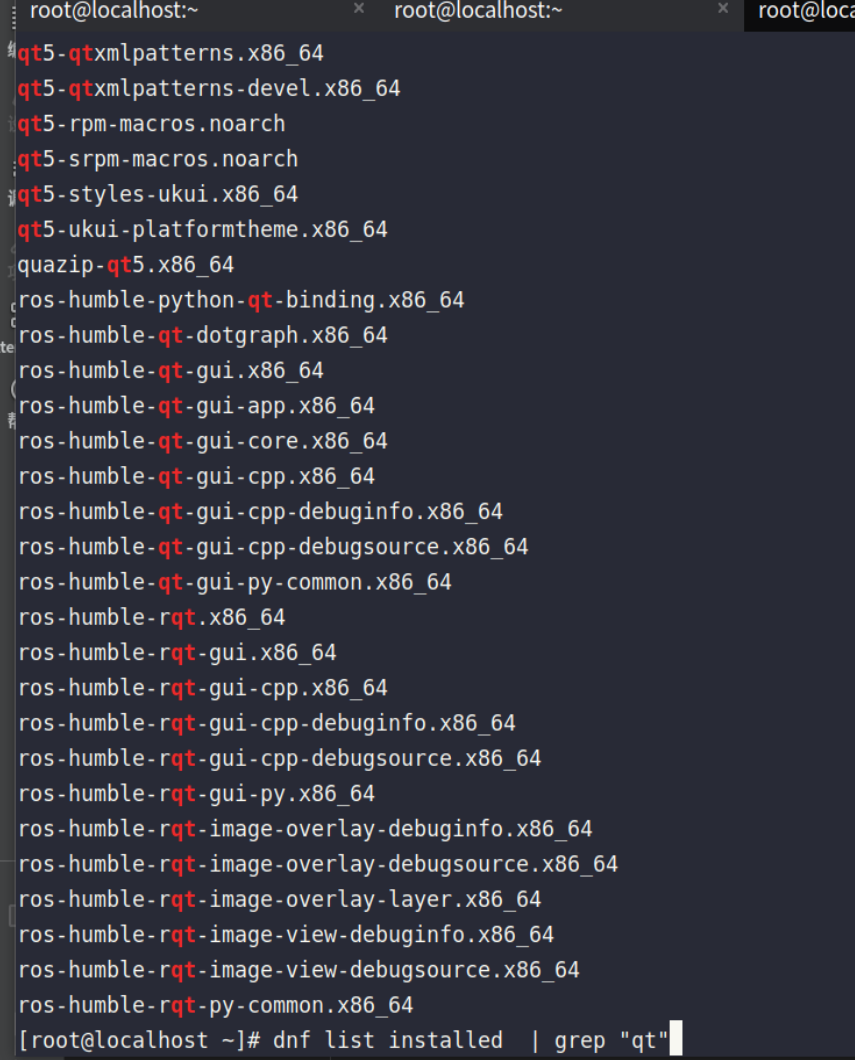 root@localhost:~ × root@localhost:~ ×
qt5-qtxmlpatterns.x86_64
qt5-qtxmlpatterns-devel.x86_64
qt5-rpm-macros.noarch
qt5-srpm-macros.noarch
qt5-styles-ukui.x86_64
qt5-ukui-platformtheme.x86_64
quazip-qt5.x86_64
ros-humble-python-qt-binding.x86_64
ros-humble-qt-dotgraph.x86_64
ros-humble-qt-gui.x86_64
ros-humble-qt-gui-app.x86_64
ros-humble-qt-gui-core.x86_64
ros-humble-qt-gui-cpp.x86_64
ros-humble-qt-gui-cpp-debuginfo.x86_64
ros-humble-qt-gui-cpp-debugsource.x86_64
ros-humble-qt-gui-py-common.x86_64
ros-humble-rqt.x86_64
ros-humble-rqt-gui.x86_64
ros-humble-rqt-gui-cpp.x86_64
ros-humble-rqt-gui-cpp-debuginfo.x86_64
ros-humble-rqt-gui-cpp-debugsource.x86_64
ros-humble-rqt-gui-py.x86_64
ros-humble-rqt-image-overlay-debuginfo.x86_64
ros-humble-rqt-image-overlay-debugsource.x86_64
ros-humble-rqt-image-overlay-layer.x86_64
ros-humble-rqt-image-view-debuginfo.x86_64
ros-humble-rqt-image-view-debugsource.x86_64
ros-humble-rqt-py-common.x86_64
[root@localhost ~]# dnf list installed  | grep "qt"